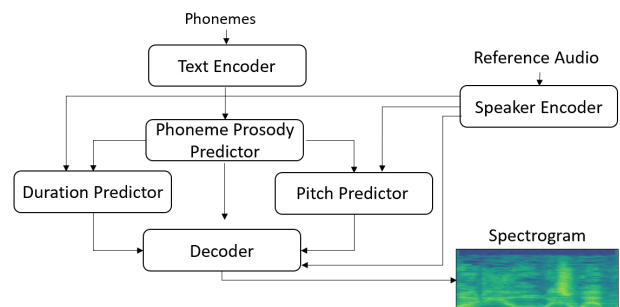 Phonemes
Text Encoder
Reference Audio
Speaker Encoder
Phoneme Prosody
Predictor
Duration Predictor
Pitch Predictor
Decoder
Spectrogram